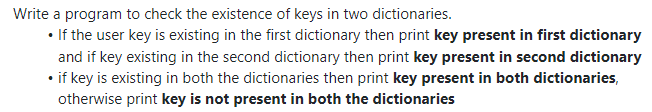 Write a program to check the existence of keys in two dictionaries.
• If the user key is existing in the first dictionary then print key present in first dictionary
and if key existing in the second dictionary then print key present in second dictionary
• if key is existing in both the dictionaries then print key present in both dictionaries,
otherwise print key is not present in both the dictionaries